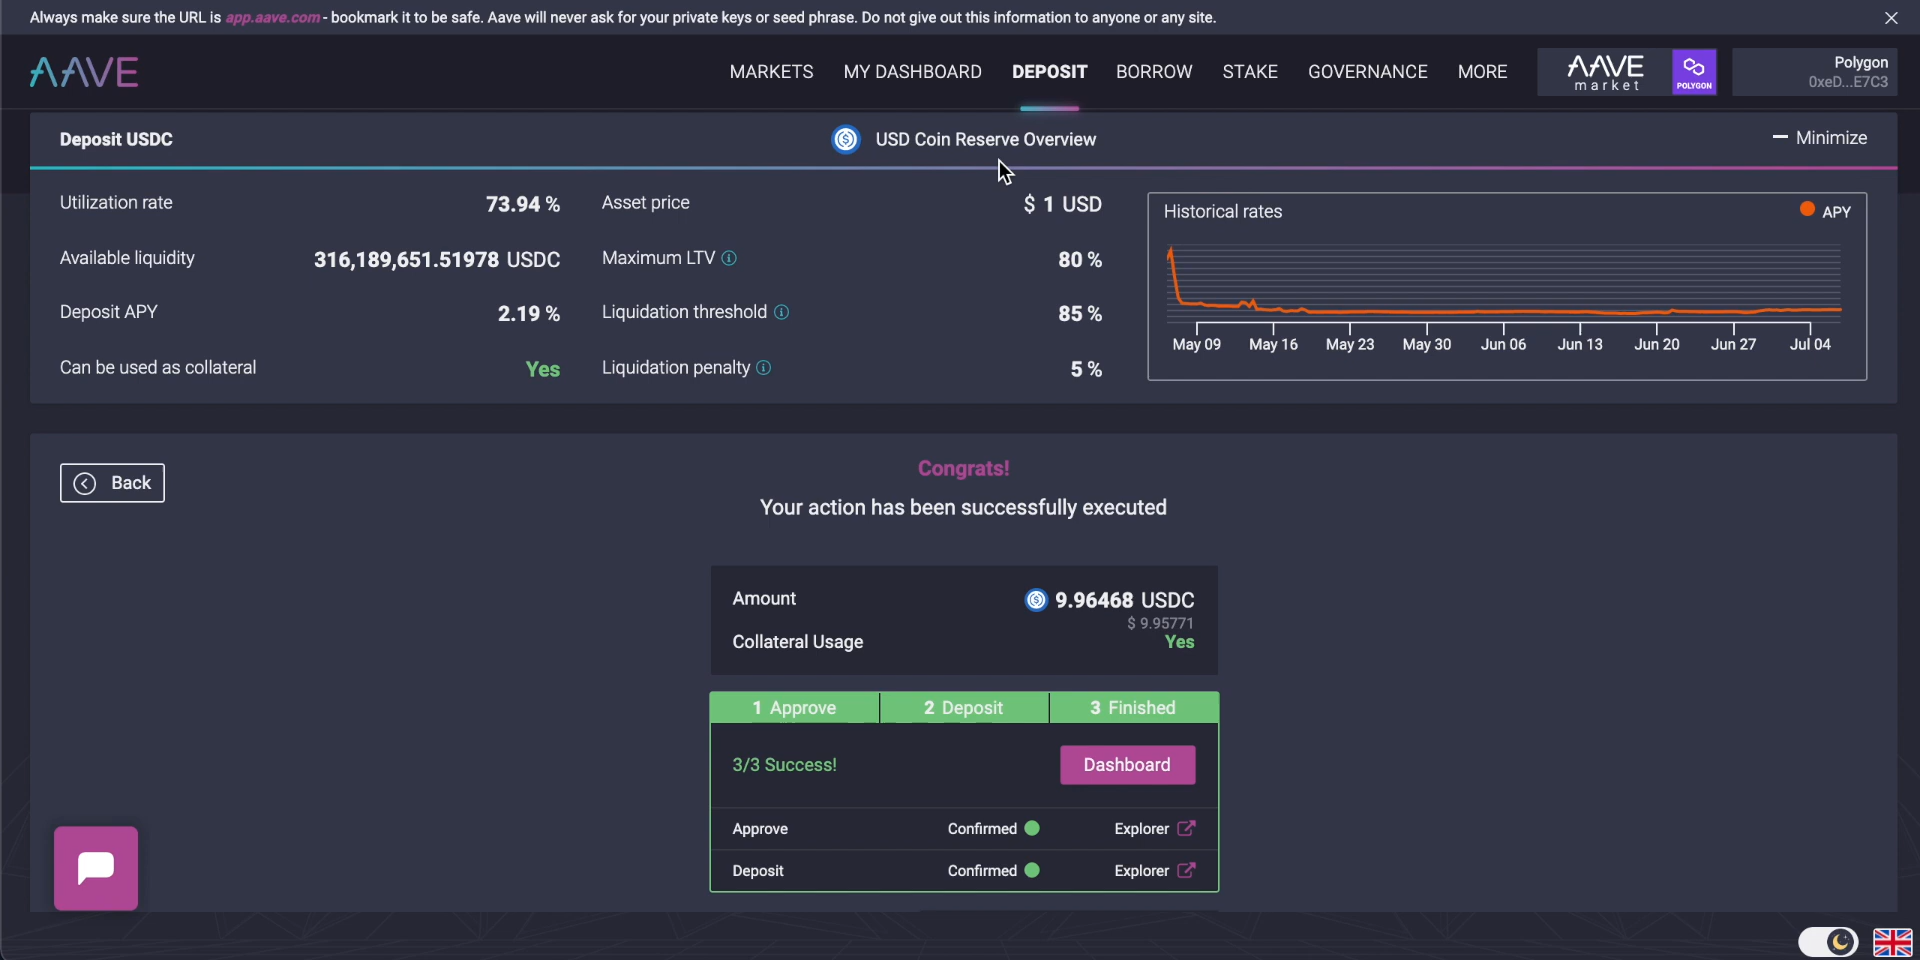 Always make sure the URL is app.aave.com - bookmark it to be safe. Aave will never ask for your private keys or seed phrase. Do not give out this information to anyone or any site.
AAVE
MARKETS MY DASHBOARD DEPOSIT BORROW STAKE GOVERNANCE MORE
AAVE market
POLYGON
Polygon
0xeD...E7C3
Deposit USDC
USD Coin Reserve Overview
Minimize
Utilization rate 73.94 %
Asset price $ 1 USD
Available liquidity 316,189,651.51978 USDC
Maximum LTV 80 %
Deposit APY 2.19 %
Liquidation threshold 85 %
Can be used as collateral Yes
Liquidation penalty 5 %
Historical rates
APY
May 09 May 16 May 23 May 30 Jun 06 Jun 13 Jun 20 Jun 27 Jul 04
Back
Congrats!
Your action has been successfully executed
Amount 9.96468 USDC
$ 9.95771
Collateral Usage Yes
1 Approve 2 Deposit 3 Finished
3/3 Success! Dashboard
Approve Confirmed Explorer
Deposit Confirmed Explorer